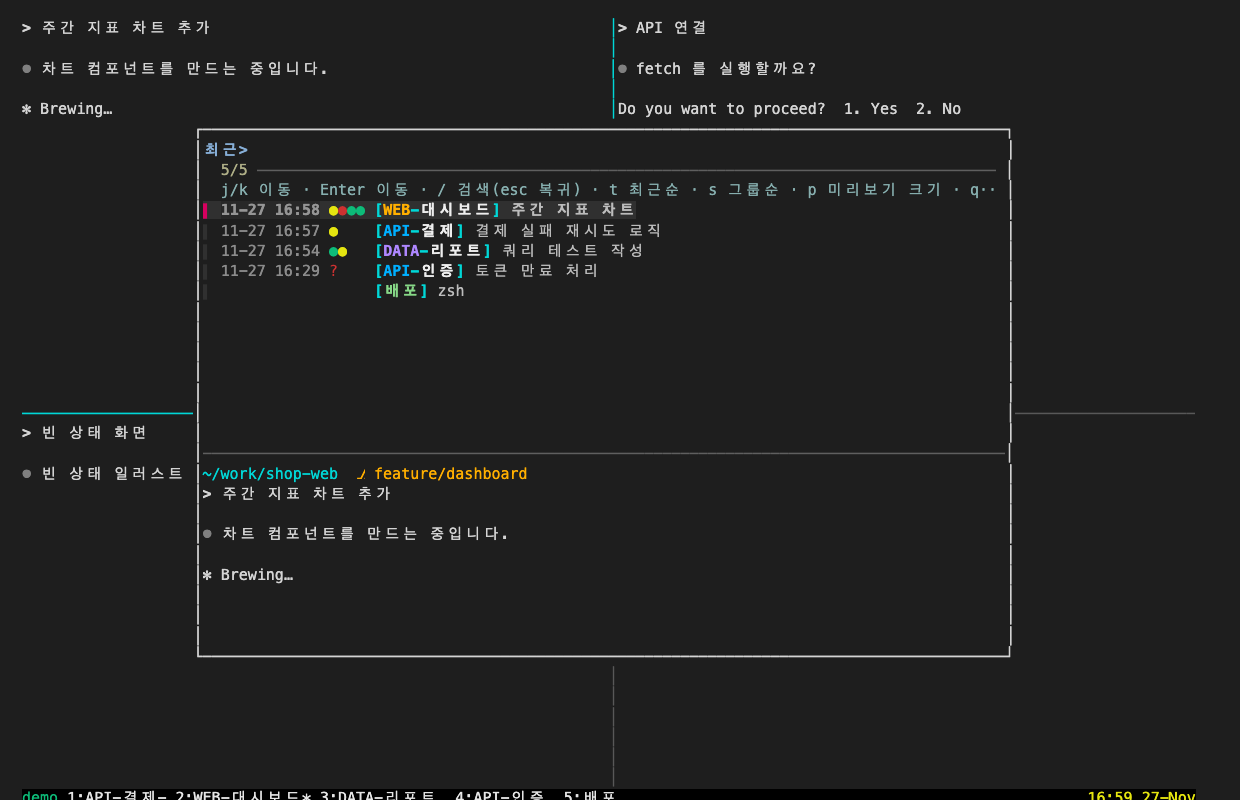 > 주간 지표 차트 추가
● 차트 컴포넌트를 만드는 중입니다.
* Brewing…
> API 연결
● fetch 를 실행할까요?
Do you want to proceed?  1. Yes  2. No
최근>
5/5
j/k 이동 · Enter 이동 · / 검색(esc 복귀) · t 최근순 · s 그룹순 · p 미리보기 크기 · q··
11-27 16:58 ●●●● [WEB-대시보드] 주간 지표 차트
11-27 16:57 ● [API-결제] 결제 실패 재시도 로직
11-27 16:54 ●● [DATA-리포트] 쿼리 테스트 작성
11-27 16:29 ? [API-인증] 토큰 만료 처리
[배포] zsh
> 빈 상태 화면
● 빈 상태 일러스트
~/work/shop-web  feature/dashboard
> 주간 지표 차트 추가
● 차트 컴포넌트를 만드는 중입니다.
* Brewing…
demo 1:API-결제- 2:WEB-대시보드* 3:DATA-리포트  4:API-인증  5:배포
16:59 27-Nov